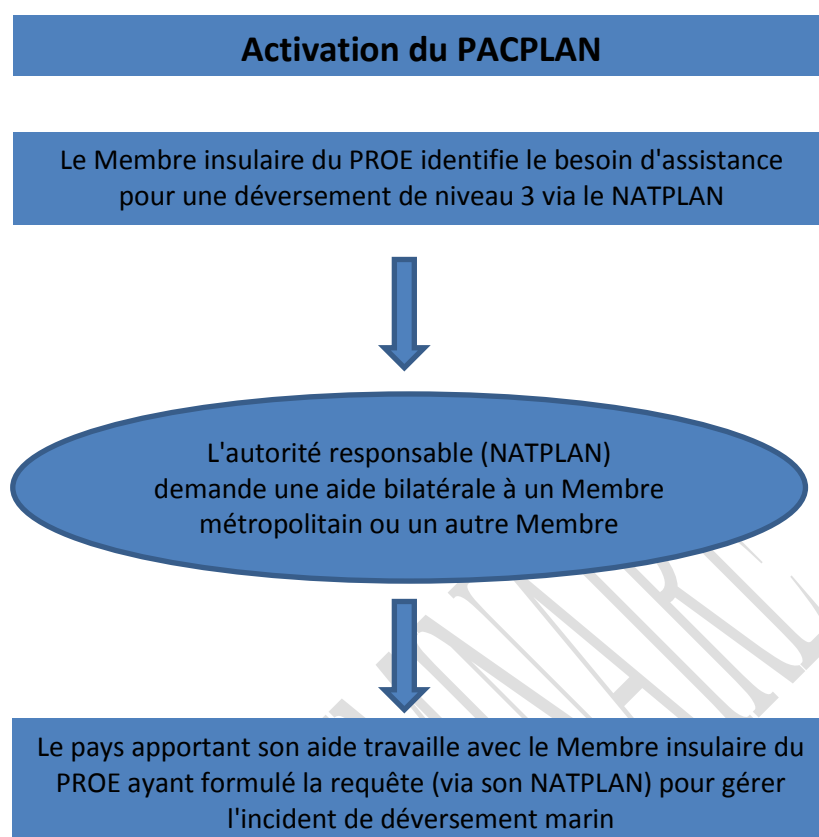 Activation du PACPLAN
Le Membre insulaire du PROE identifie le besoin d'assistance
pour une déversement de niveau 3 via le NATPLAN
L'autorité responsable (NATPLAN)
demande une aide bilatérale à un Membre
métropolitain ou un autre Membre
Le pays apportant son aide travaille avec le Membre insulaire du
PROE ayant formulé la requête (via son NATPLAN) pour gérer
l'incident de déversement marin